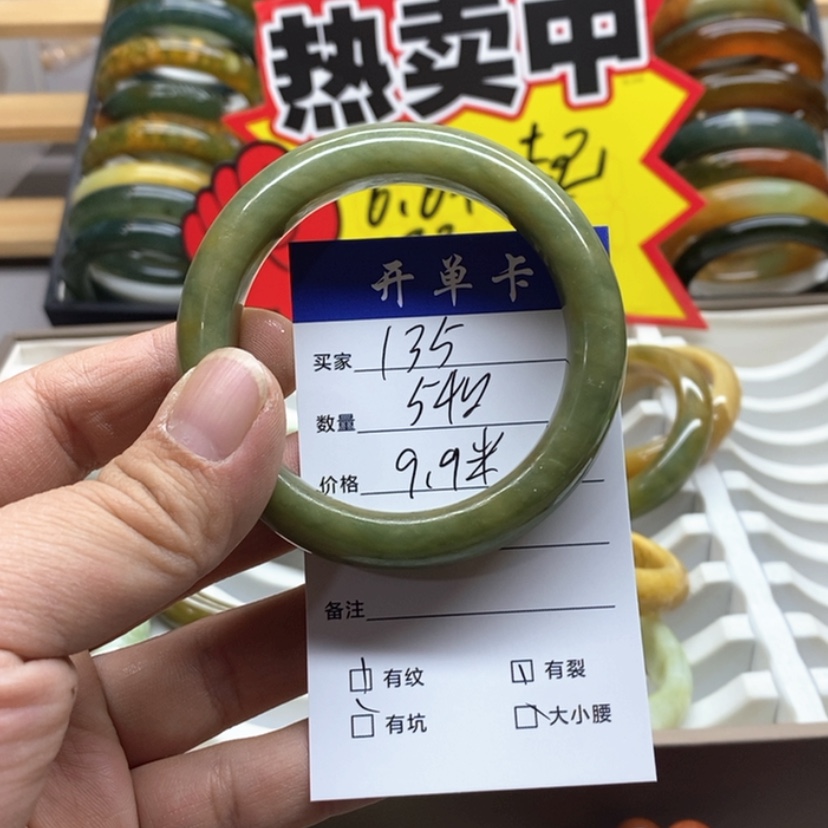 热卖中
开单卡
买家 135
数量
价格 9.9米
备注
有纹 有裂
有坑 大小腰